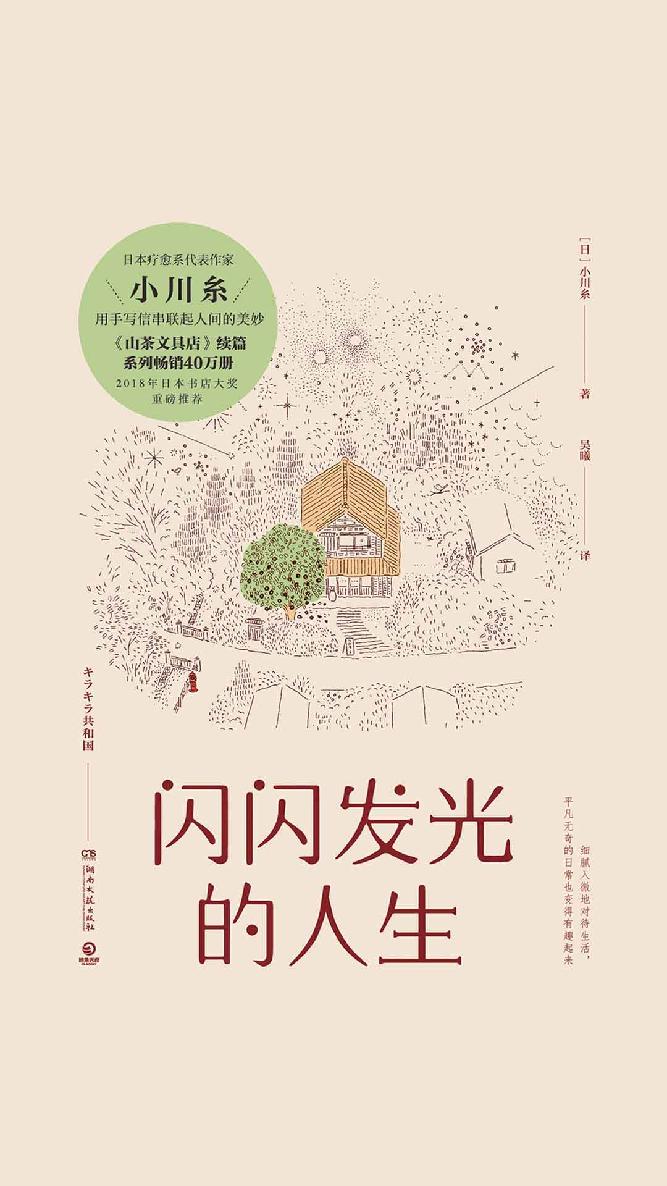 日本疗愈系代表作家
小川糸
用手写信串联起人间的美妙
《山茶文具店》续篇
系列畅销40万册
2018年日本书店大奖
重磅推荐
［日］小川糸 著
吴曦 译
キラキラ共和国
闪闪发光
的人生
细腻入微地对待生活，
平凡无奇的日常也变得有趣起来
湖南文艺出版社